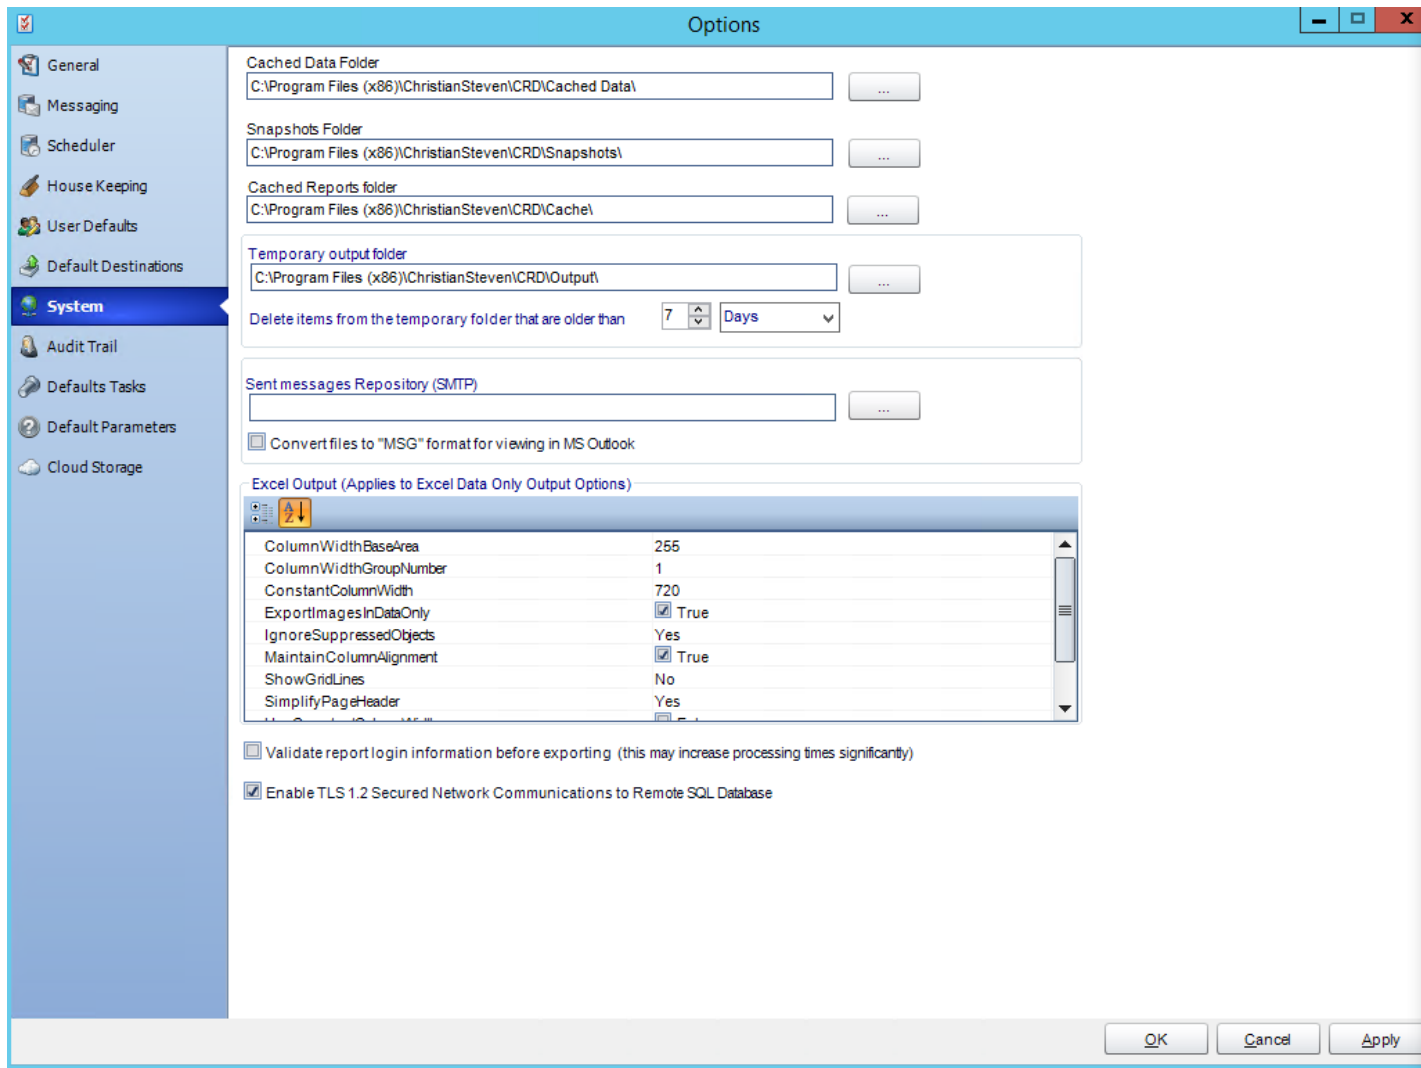 Options
General
Messaging
Scheduler
House Keeping
User Defaults
Default Destinations
System
Audit Trail
Defaults Tasks
Default Parameters
Cloud Storage
Cached Data Folder
C:\Program Files (x86)\ChristianSteven\CRD\Cached Data\
...
Snapshots Folder
C:\Program Files (x86)\ChristianSteven\CRD\Snapshots\
...
Cached Reports folder
C:\Program Files (x86)\ChristianSteven\CRD\Cache\
...
Temporary output folder
C:\Program Files (x86)\ChristianSteven\CRD\Output\
...
Delete items from the temporary folder that are older than 7 Days
Sent messages Repository (SMTP)
...
Convert files to "MSG" format for viewing in MS Outlook
Excel Output (Applies to Excel Data Only Output Options)
ColumnWidthBaseArea 255
ColumnWidthGroupNumber 1
ConstantColumnWidth 720
ExportImagesInDataOnly True
IgnoreSuppressedObjects Yes
MaintainColumnAlignment True
ShowGridLines No
SimplifyPageHeader Yes
Validate report login information before exporting (this may increase processing times significantly)
Enable TLS 1.2 Secured Network Communications to Remote SQL Database
OK Cancel Apply